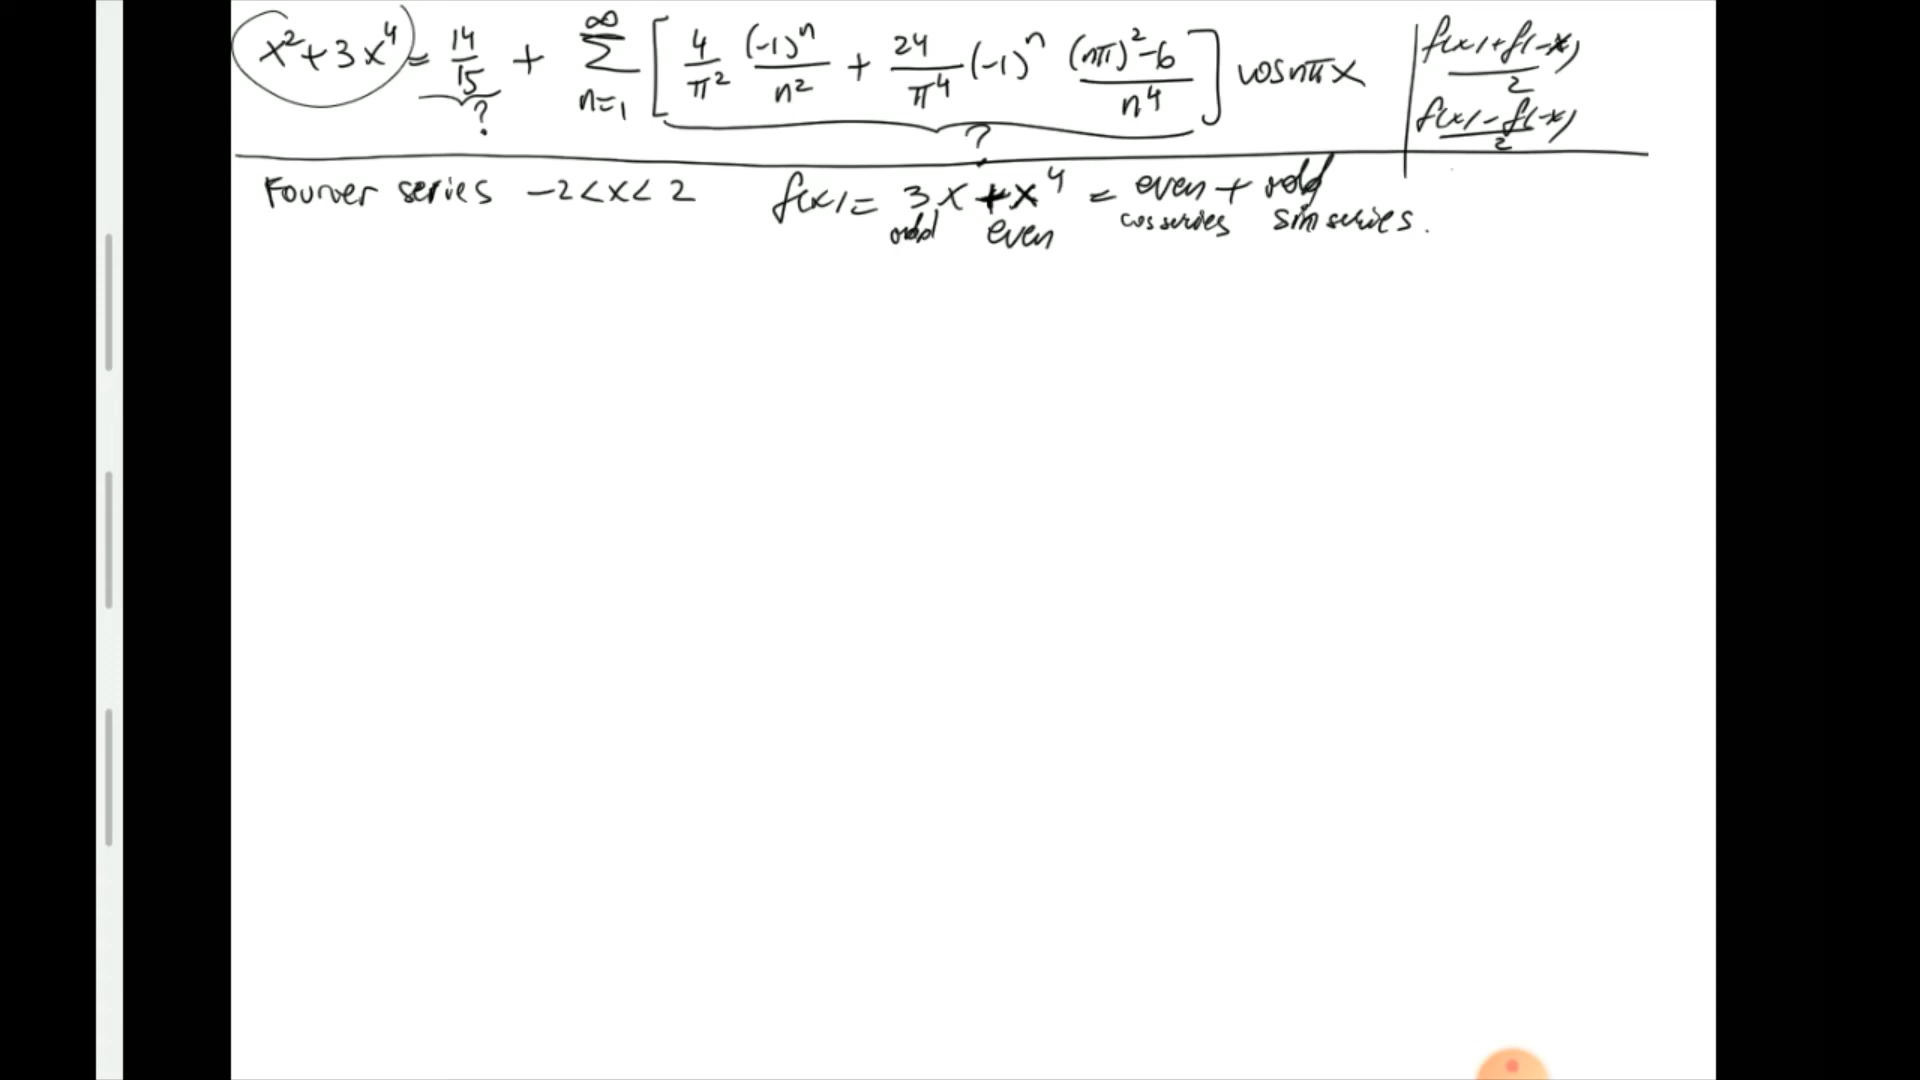 x² + 3x⁴ = 14/15 + ∑_{n=1}^{∞} [ 4/π² (-1)ⁿ/n² + 24/π⁴ (-1)ⁿ ((nπ)² - 6)/n⁴ ] cos nπx
? ?
(f(x) + f(-x))/2
(f(x) - f(-x))/2
Fourier series -2 < x < 2 f(x) = 3x + x⁴ = even + odd
odd even cos series sin series.